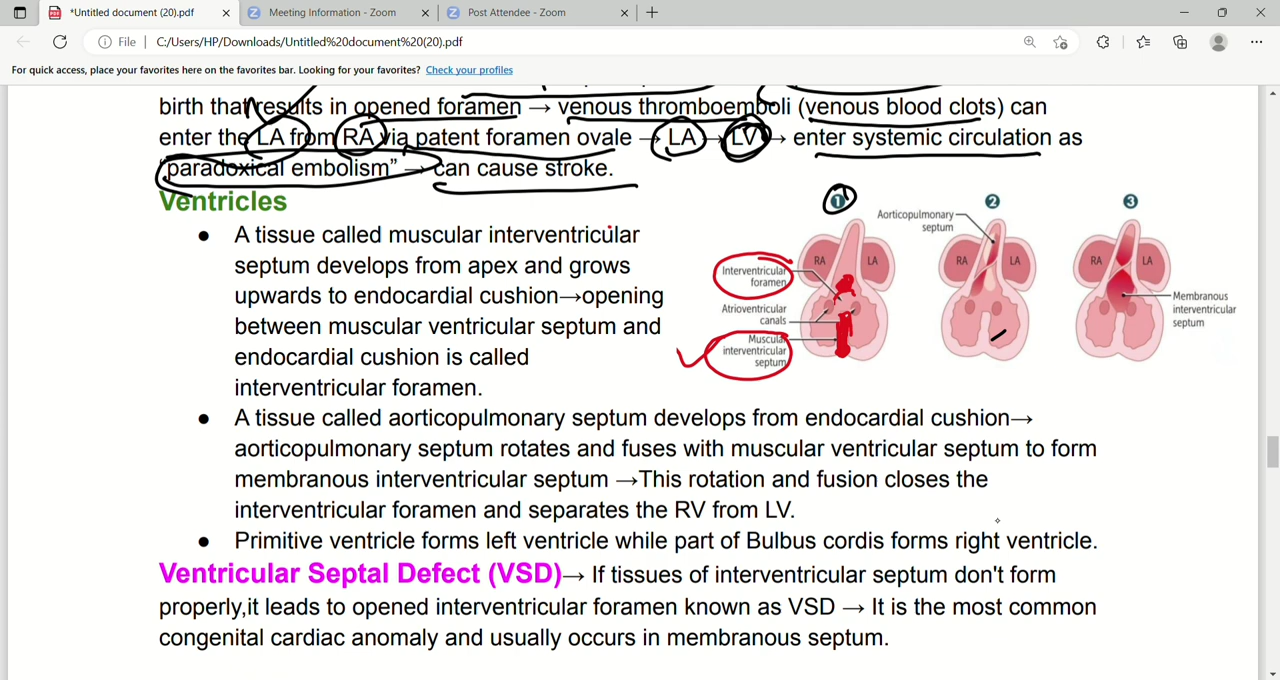 *Untitled document (20).pdf
Meeting Information - Zoom
Post Attendee - Zoom
File
C:/Users/HP/Downloads/Untitled%20document%20(20).pdf
For quick access, place your favorites here on the favorites bar. Looking for your favorites? Check your profiles
birth that results in opened foramen → venous thromboemboli (venous blood clots) can
enter the LA from RA via patent foramen ovale → LA → LV → enter systemic circulation as
“paradoxical embolism” → can cause stroke.
Ventricles
● A tissue called muscular interventricular
septum develops from apex and grows
upwards to endocardial cushion→opening
between muscular ventricular septum and
endocardial cushion is called
interventricular foramen.
1
RA
LA
Interventricular
foramen
Atrioventricular
canals
Muscular
interventricular
septum
2
Aorticopulmonary
septum
RA
LA
3
RA
LA
Membranous
interventricular
septum
● A tissue called aorticopulmonary septum develops from endocardial cushion→
aorticopulmonary septum rotates and fuses with muscular ventricular septum to form
membranous interventricular septum →This rotation and fusion closes the
interventricular foramen and separates the RV from LV.
● Primitive ventricle forms left ventricle while part of Bulbus cordis forms right ventricle.
Ventricular Septal Defect (VSD)→ If tissues of interventricular septum don't form
properly,it leads to opened interventricular foramen known as VSD → It is the most common
congenital cardiac anomaly and usually occurs in membranous septum.